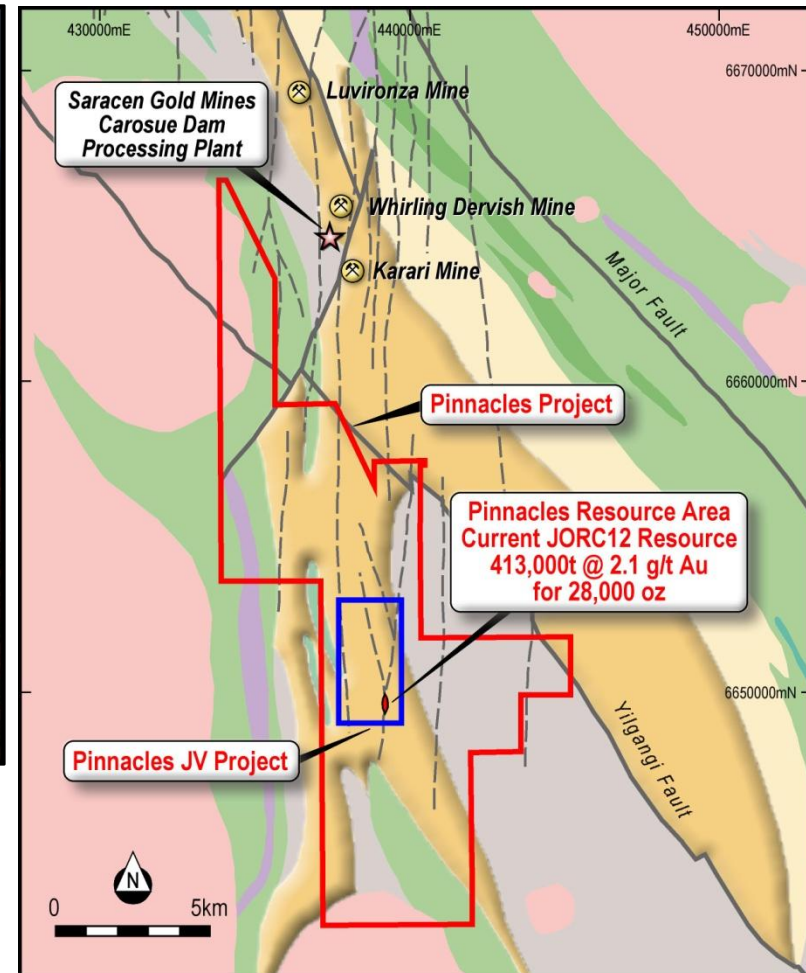 430000mE
440000mE
450000mE
6670000mN
Saracen Gold Mines
Carosue Dam
Processing Plant
Luvironza Mine
Whirling Dervish Mine
Karari Mine
Major Fault
6660000mN
Pinnacles Project
Pinnacles Resource Area
Current JORC12 Resource
413,000t @ 2.1 g/t Au
for 28,000 oz
6650000mN
Pinnacles JV Project
Yilgangi Fault
N
0 5km